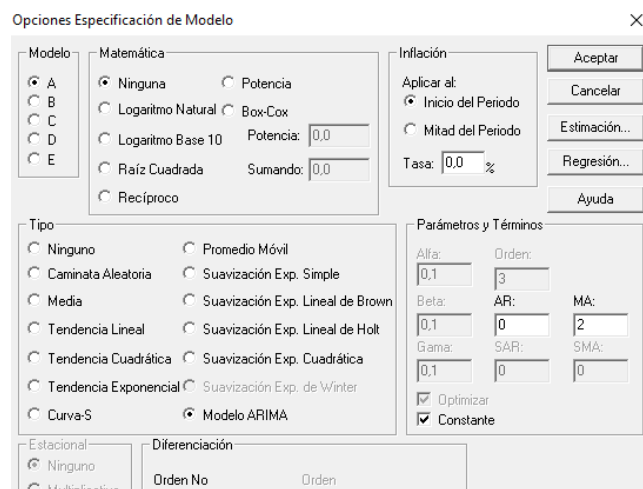 Opciones Especificación de Modelo
Modelo
A
B
C
D
E
Matemática
Ninguna
Potencia
Logaritmo Natural
Box-Cox
Logaritmo Base 10
Potencia: 0,0
Raíz Cuadrada
Sumando: 0,0
Recíproco
Inflación
Aplicar al:
Inicio del Periodo
Mitad del Periodo
Tasa: 0,0 %
Aceptar
Cancelar
Estimación...
Regresión...
Ayuda
Tipo
Ninguno
Promedio Móvil
Caminata Aleatoria
Suavización Exp. Simple
Media
Suavización Exp. Lineal de Brown
Tendencia Lineal
Suavización Exp. Lineal de Holt
Tendencia Cuadrática
Suavización Exp. Cuadrática
Tendencia Exponencial
Suavización Exp. de Winter
Curva-S
Modelo ARIMA
Parámetros y Términos
Alfa:
Orden:
0,1
3
Beta:
AR:
MA:
0,1
0
2
Gama:
SAR:
SMA:
0,1
0
0
Optimizar
Constante
Estacional
Ninguno
Multiplicativo
Diferenciación
Orden No
Orden